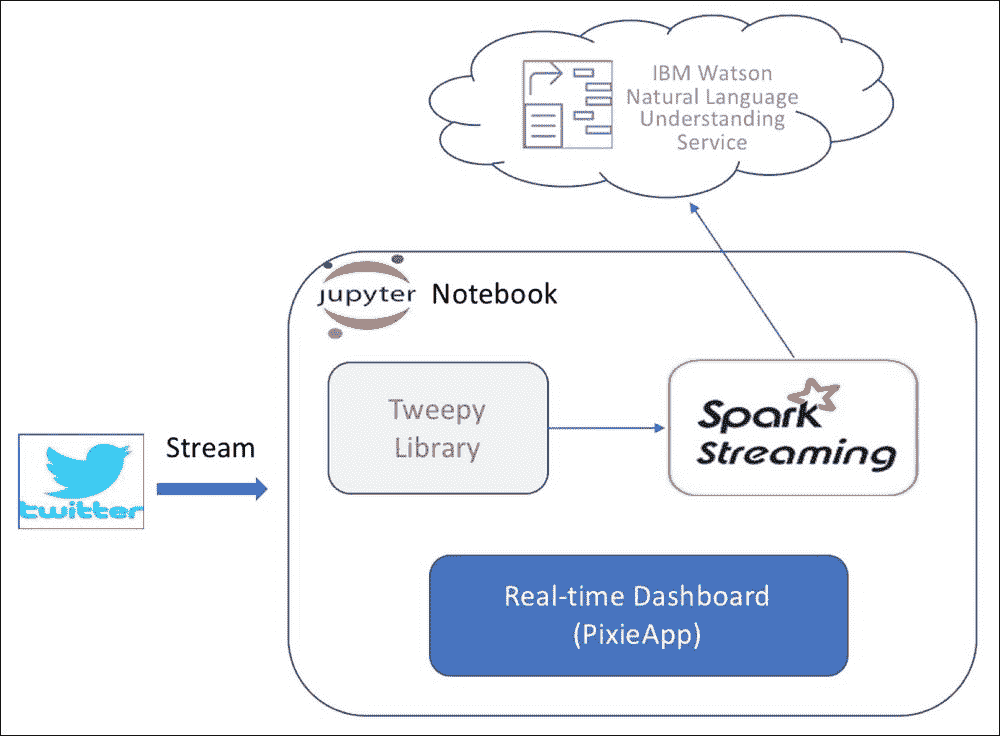 IBM Watson
Natural Language
Understanding
Service
jupyter Notebook
Tweepy
Library
Spark
Streaming
Stream
twitter
Real-time Dashboard
(PixieApp)